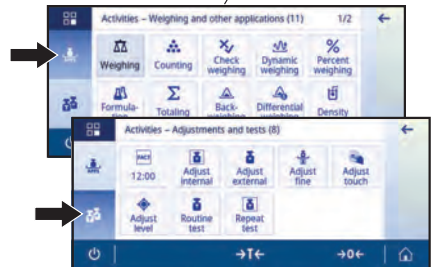 Activities – Weighing and other applications (11) 1/2
Weighing Counting Check weighing Dynamic weighing Percent weighing
Formula- Totaling Back- Differential Density
Activities – Adjustments and tests (8)
FACT
12:00 Adjust internal Adjust external Adjust fine Adjust touch
Adjust level Routine test Repeat test
→T←
→0←